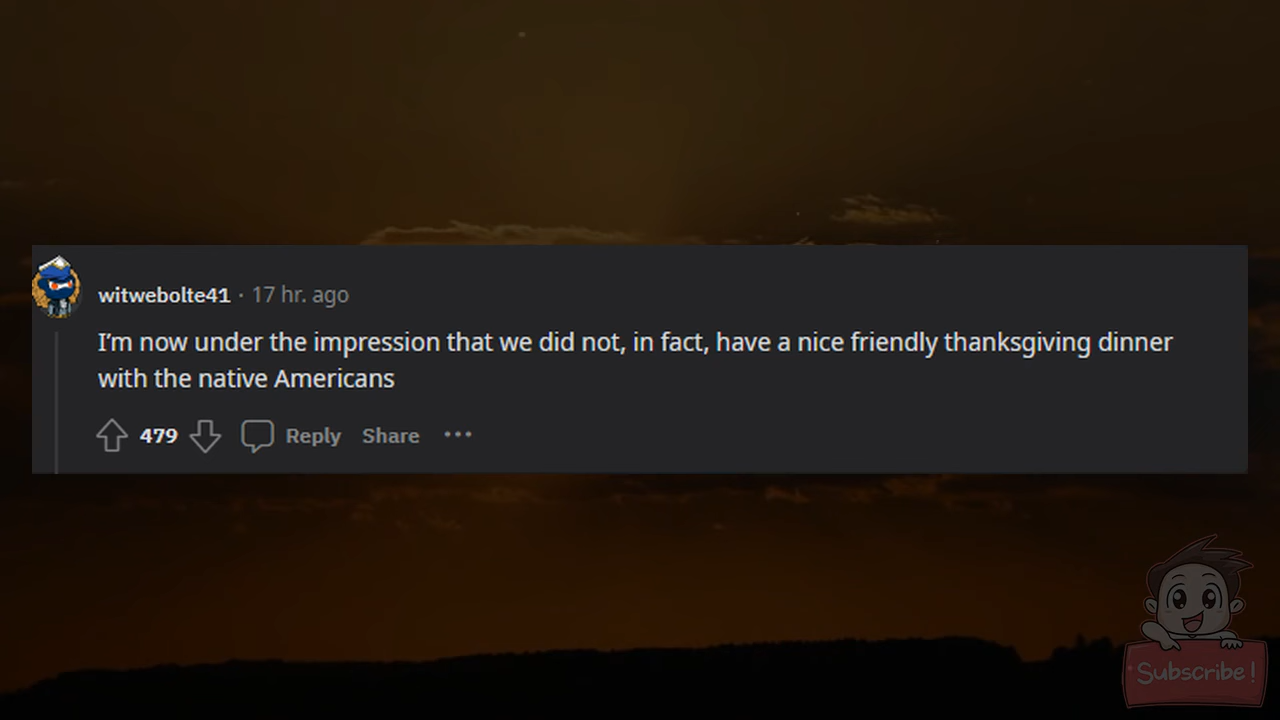 witwebolte41 · 17 hr. ago
I'm now under the impression that we did not, in fact, have a nice friendly thanksgiving dinner
with the native Americans
479 Reply Share ···
Subscribe!